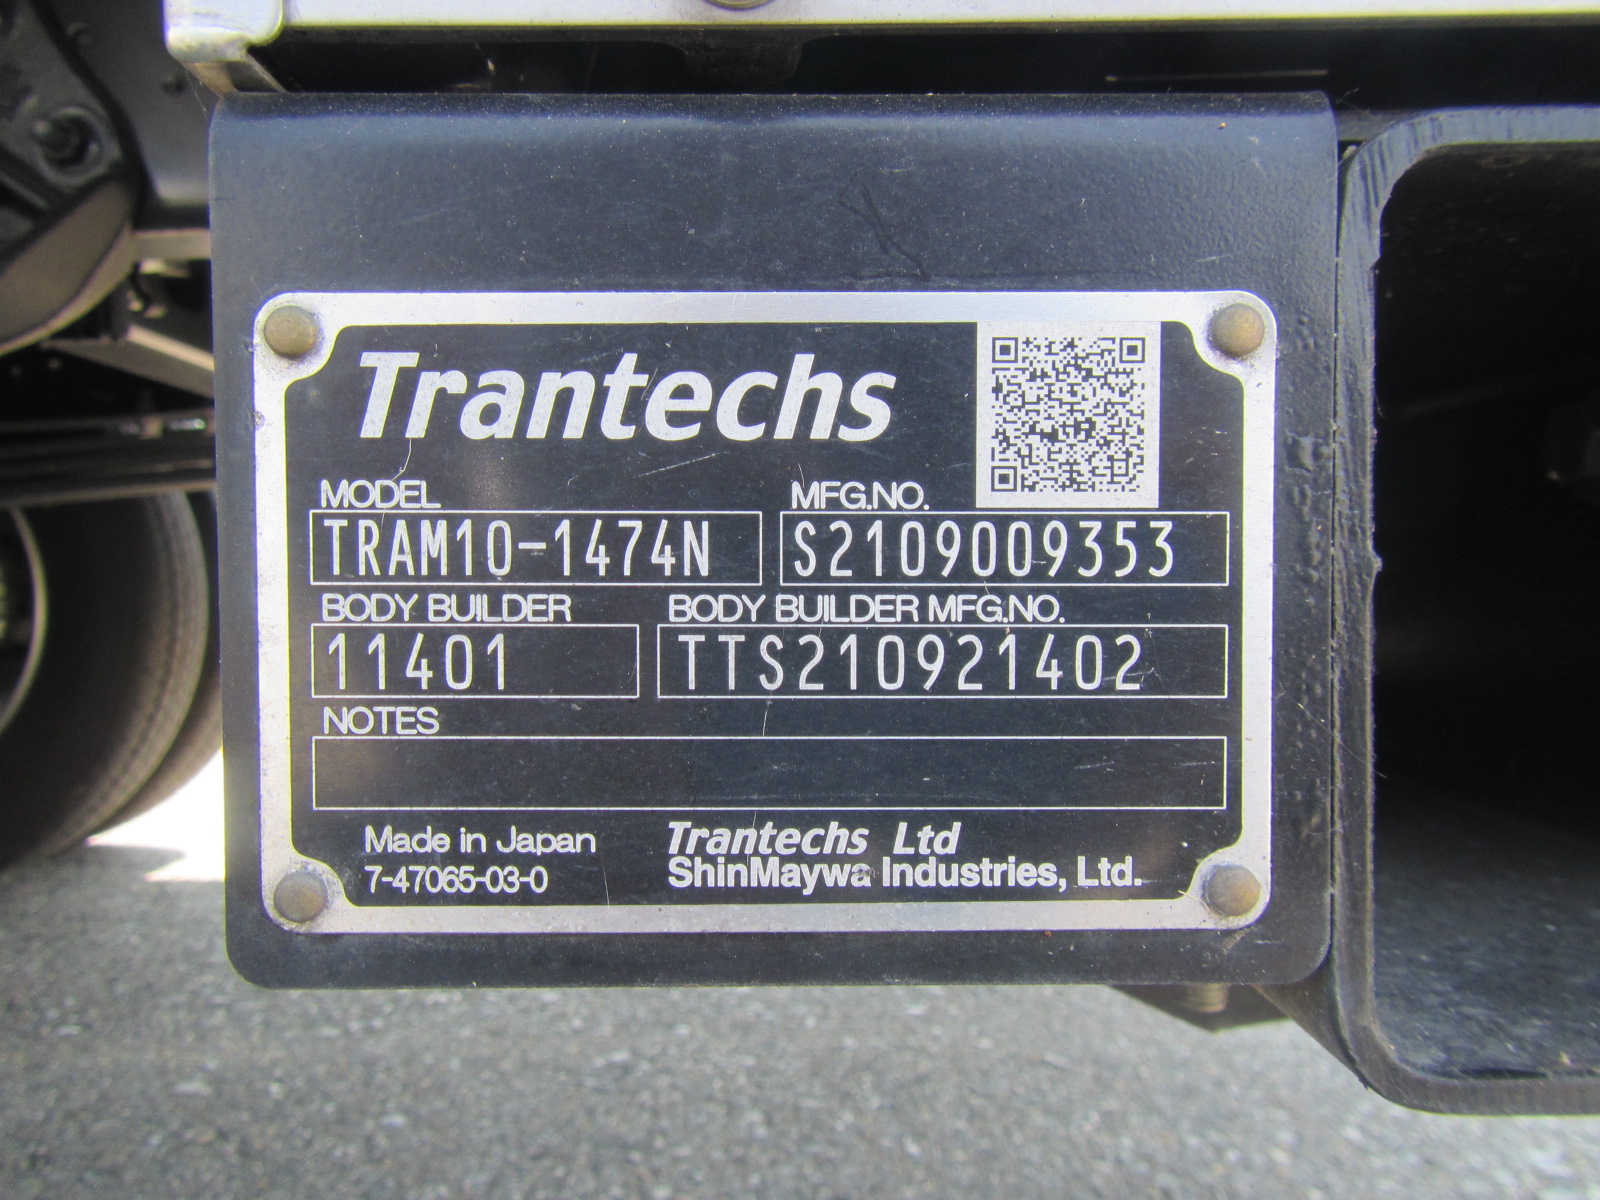 Trantechs
MODEL MFG.NO.
TRAM10-1474N S2109009353
BODY BUILDER BODY BUILDER MFG.NO.
11401 TTS210921402
NOTES
Made in Japan Trantechs Ltd
7-47065-03-0 ShinMaywa Industries, Ltd.